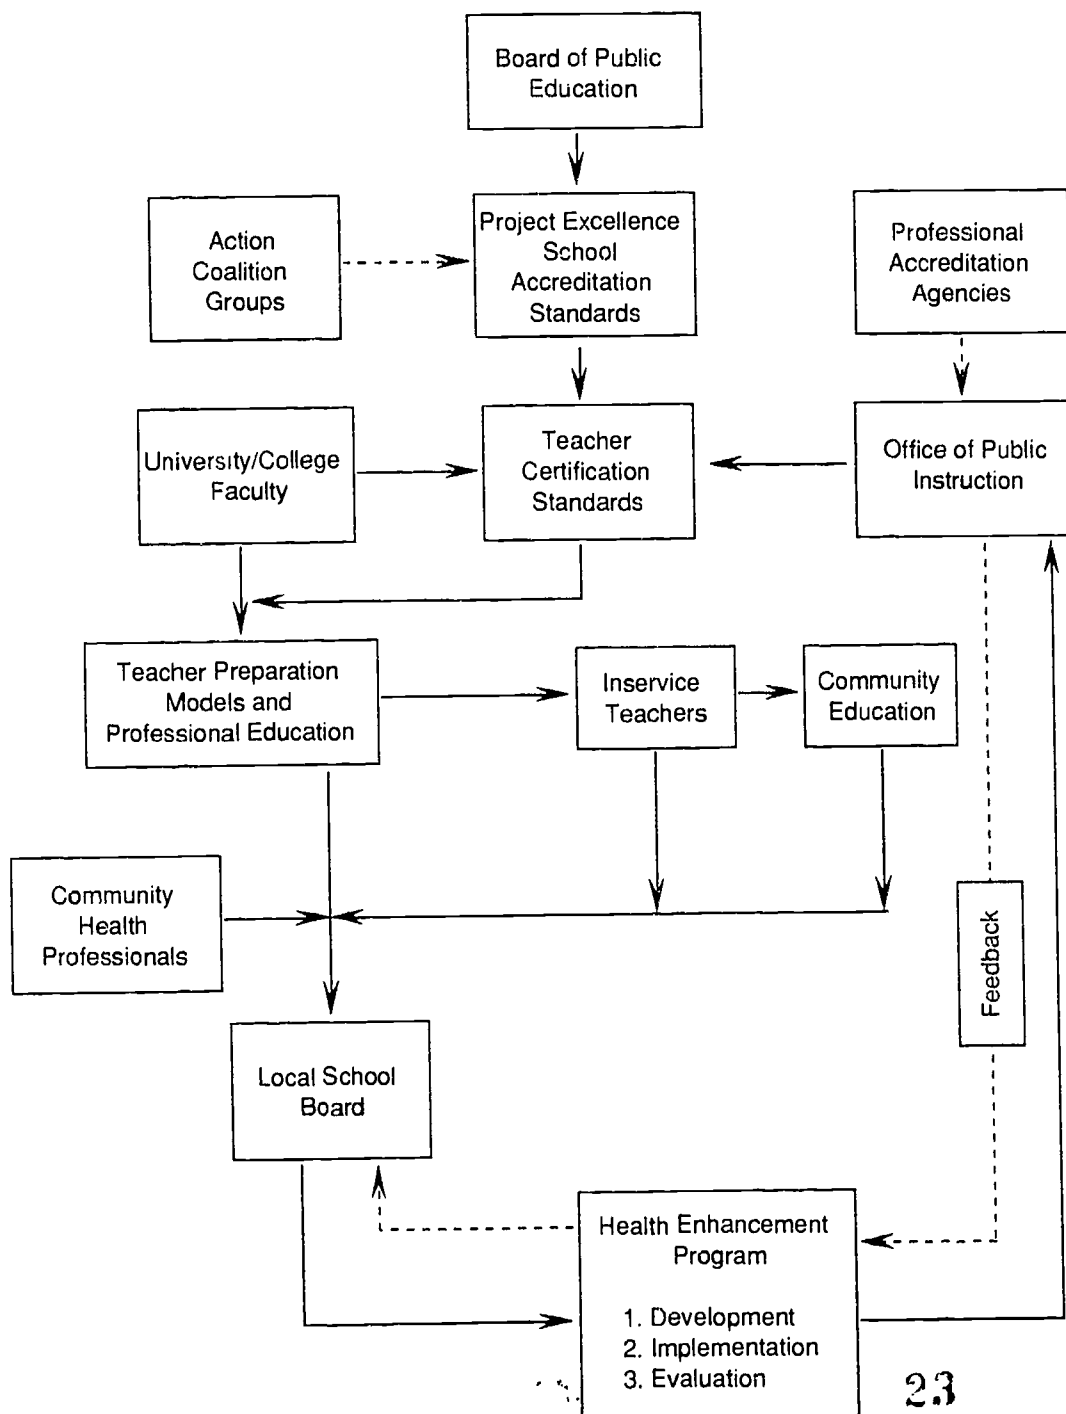 Board of Public
Education
Action
Coalition
Groups
Project Excellence
School
Accreditation
Standards
Professional
Accreditation
Agencies
University/College
Faculty
Teacher
Certification
Standards
Office of Public
Instruction
Teacher Preparation
Models and
Professional Education
Inservice
Teachers
Community
Education
Community
Health
Professionals
Feedback
Local School
Board
Health Enhancement
Program
1. Development
2. Implementation
3. Evaluation
23